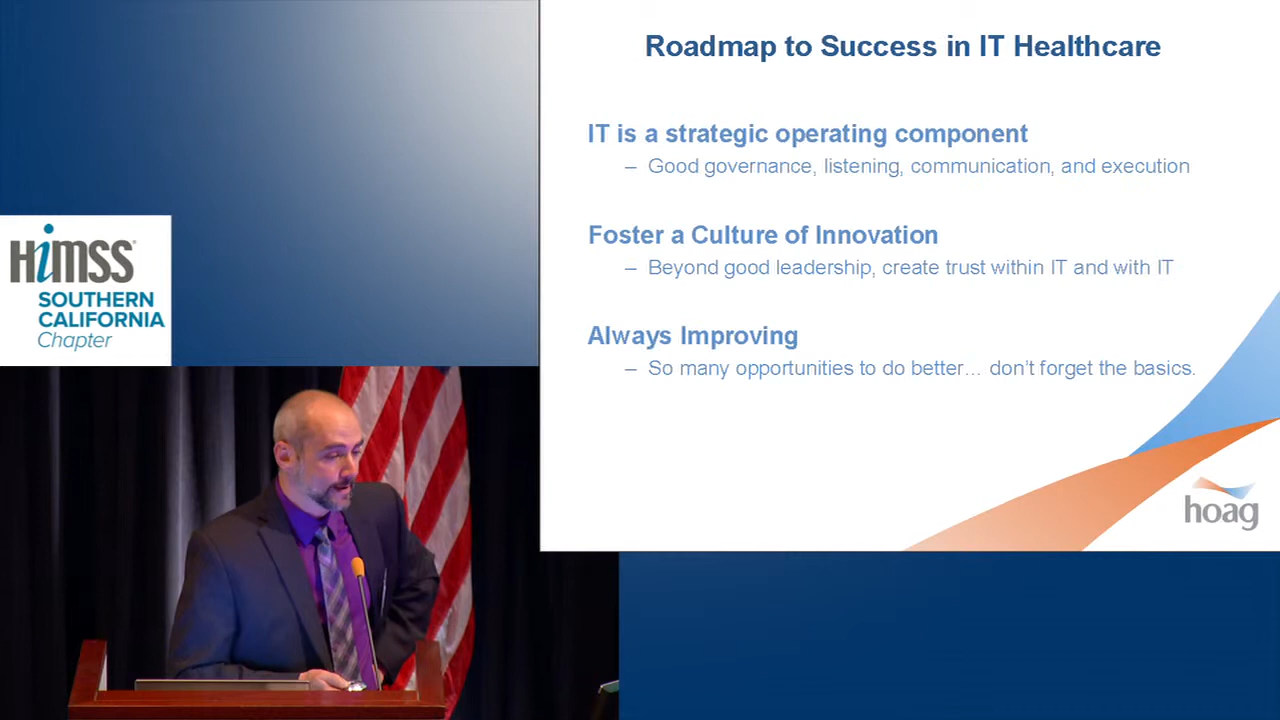 Roadmap to Success in IT Healthcare
IT is a strategic operating component
– Good governance, listening, communication, and execution
Foster a Culture of Innovation
– Beyond good leadership, create trust within IT and with IT
Always Improving
– So many opportunities to do better... don't forget the basics.
hoag
HiMSS
SOUTHERN
CALIFORNIA
Chapter